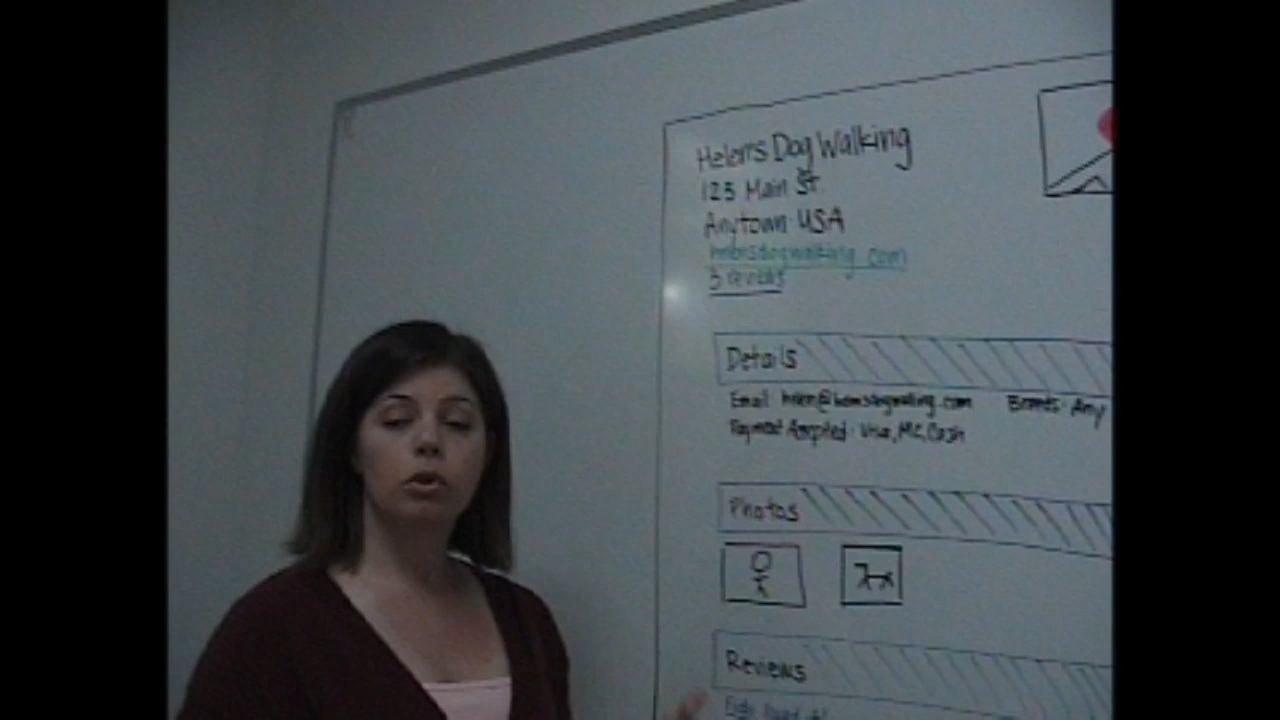 Helen's Dog Walking
123 Main St
Anytown USA
helensdogwalking.com
3 reviews
Details
Email helen@helensdogwalking.com Brands: Any
Payment Accepted: Visa, MC, Cash
Photos
Reviews